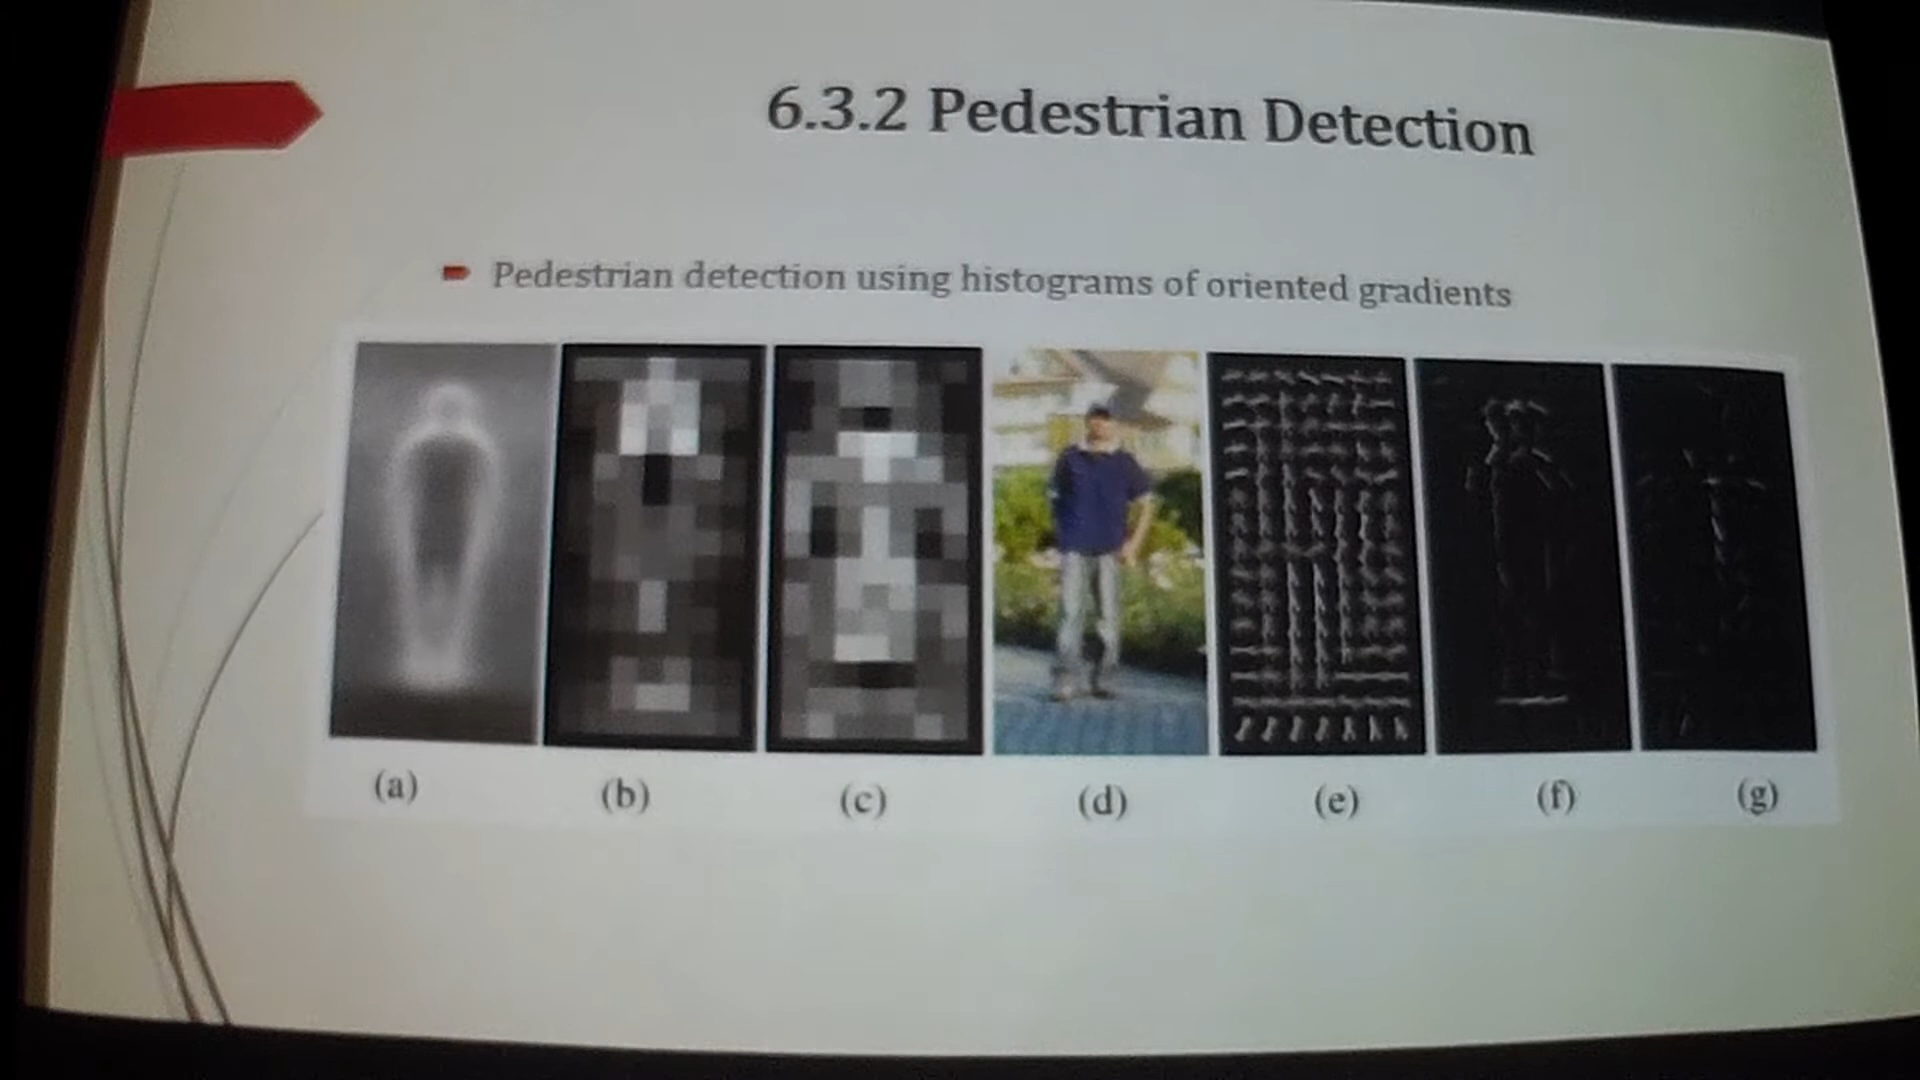 6.3.2 Pedestrian Detection
Pedestrian detection using histograms of oriented gradients
(a) (b) (c) (d) (e) (f) (g)